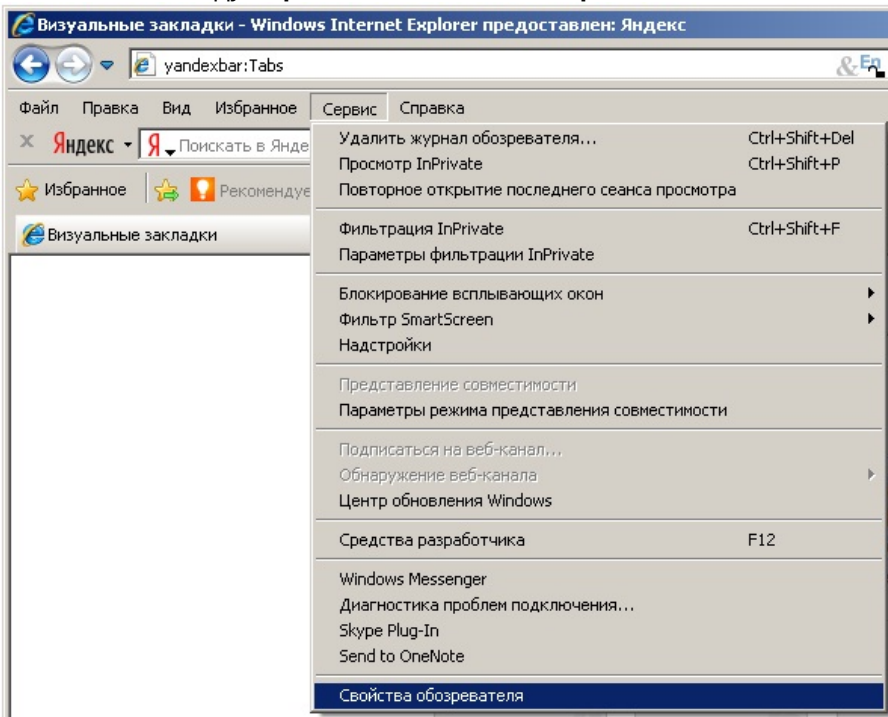 Визуальные закладки - Windows Internet Explorer предоставлен: Яндекс
yandexbar:Tabs
& En
Файл Правка Вид Избранное Сервис Справка
Яндекс Я Поискать в Янде
Избранное Рекомендуе
Визуальные закладки
Удалить журнал обозревателя... Ctrl+Shift+Del
Просмотр InPrivate Ctrl+Shift+P
Повторное открытие последнего сеанса просмотра
Фильтрация InPrivate Ctrl+Shift+F
Параметры фильтрации InPrivate
Блокирование всплывающих окон
Фильтр SmartScreen
Надстройки
Представление совместимости
Параметры режима представления совместимости
Подписаться на веб-канал...
Обнаружение веб-канала
Центр обновления Windows
Средства разработчика F12
Windows Messenger
Диагностика проблем подключения...
Skype Plug-In
Send to OneNote
Свойства обозревателя